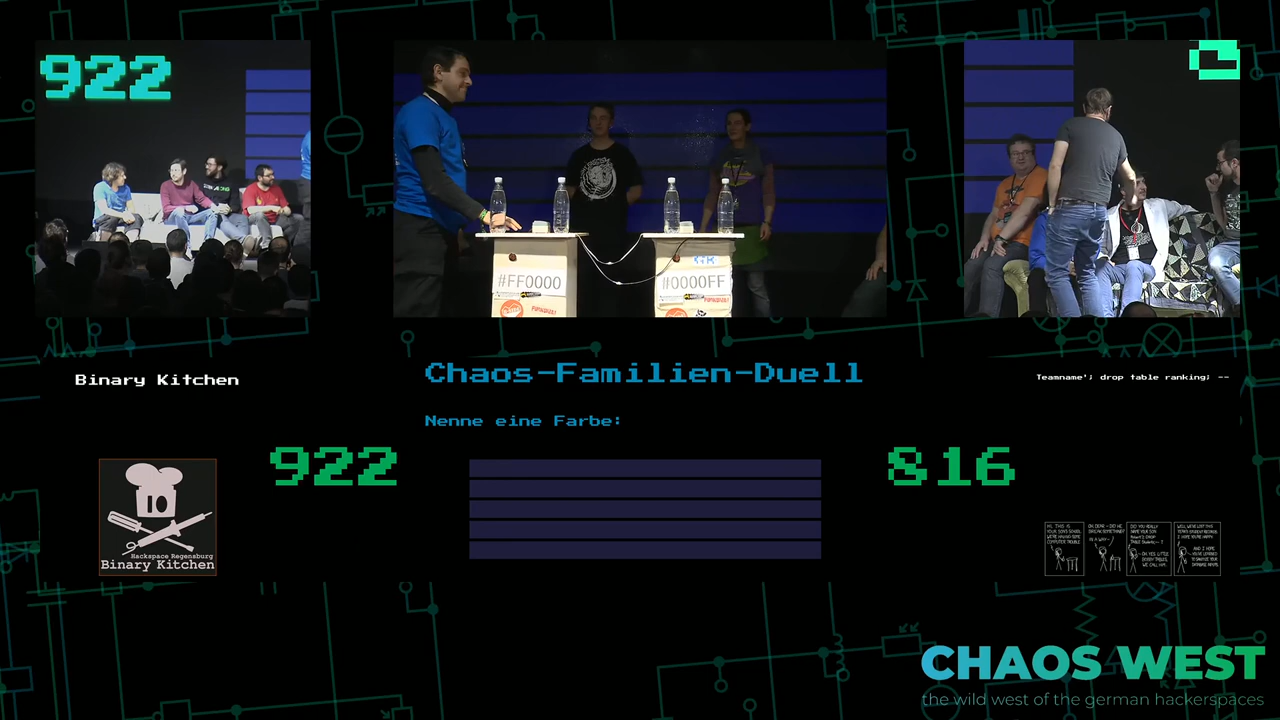 922
#FF0000
#0000FF
Binary Kitchen
Chaos-Familien-Duell
Teamname'; drop table ranking; --
Nenne eine Farbe:
922
816
Hackspace Regensburg
Binary Kitchen
CHAOS WEST
the wild west of the german hackerspaces